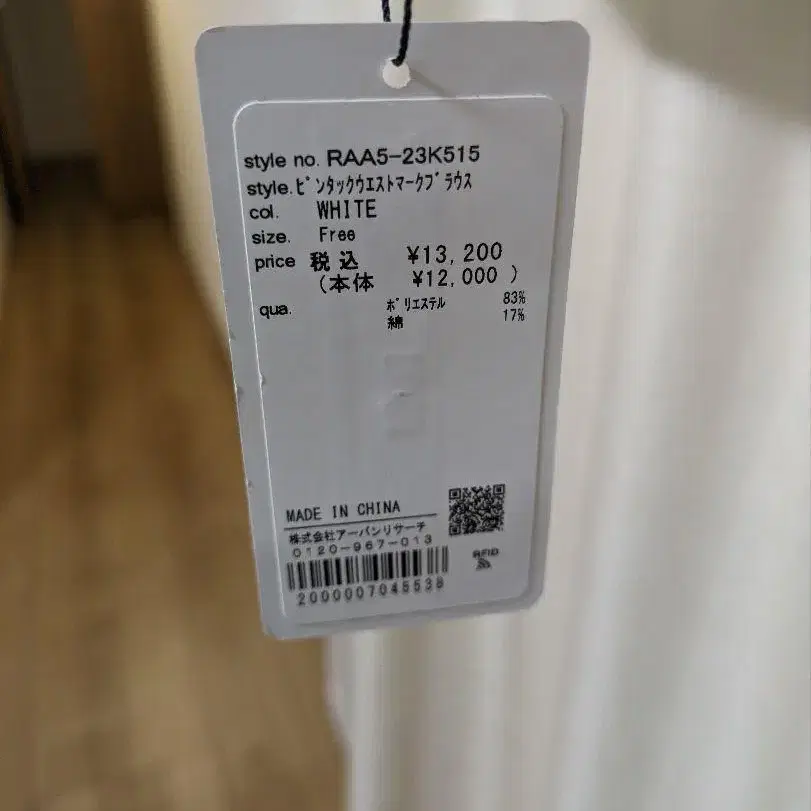 style no. RAA5-23K515
style. ﾋﾟﾝﾀｯｸｳｴｽﾄﾏｰｸﾌﾞﾗｳｽ
col. WHITE
size. Free
price 税込 ¥13,200
(本体 ¥12,000 )
qua. ﾎﾟﾘｴｽﾃﾙ 83%
綿 17%
MADE IN CHINA
株式会社アーバンリサーチ
0120-967-013
RFID
2000007045538